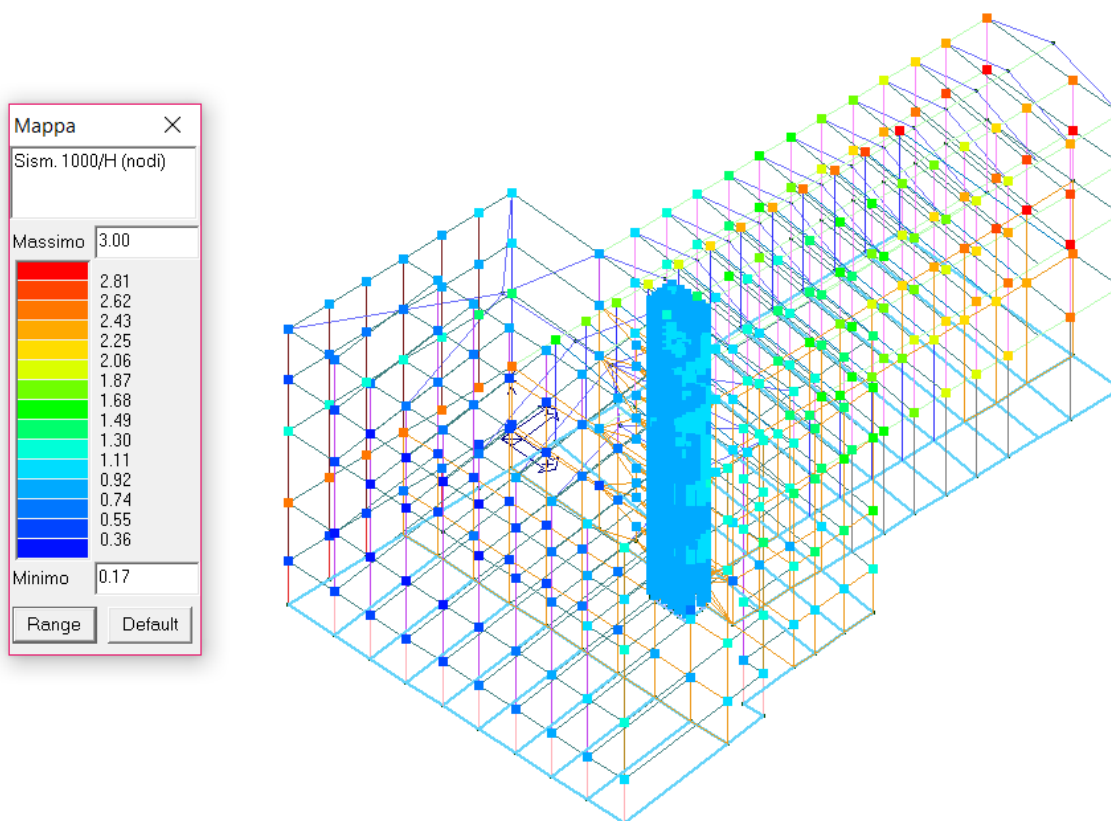 Mappa
Sism. 1000/H (nodi)
Massimo 3.00
2.81
2.62
2.43
2.25
2.06
1.87
1.68
1.49
1.30
1.11
0.92
0.74
0.55
0.36
Minimo 0.17
Range Default